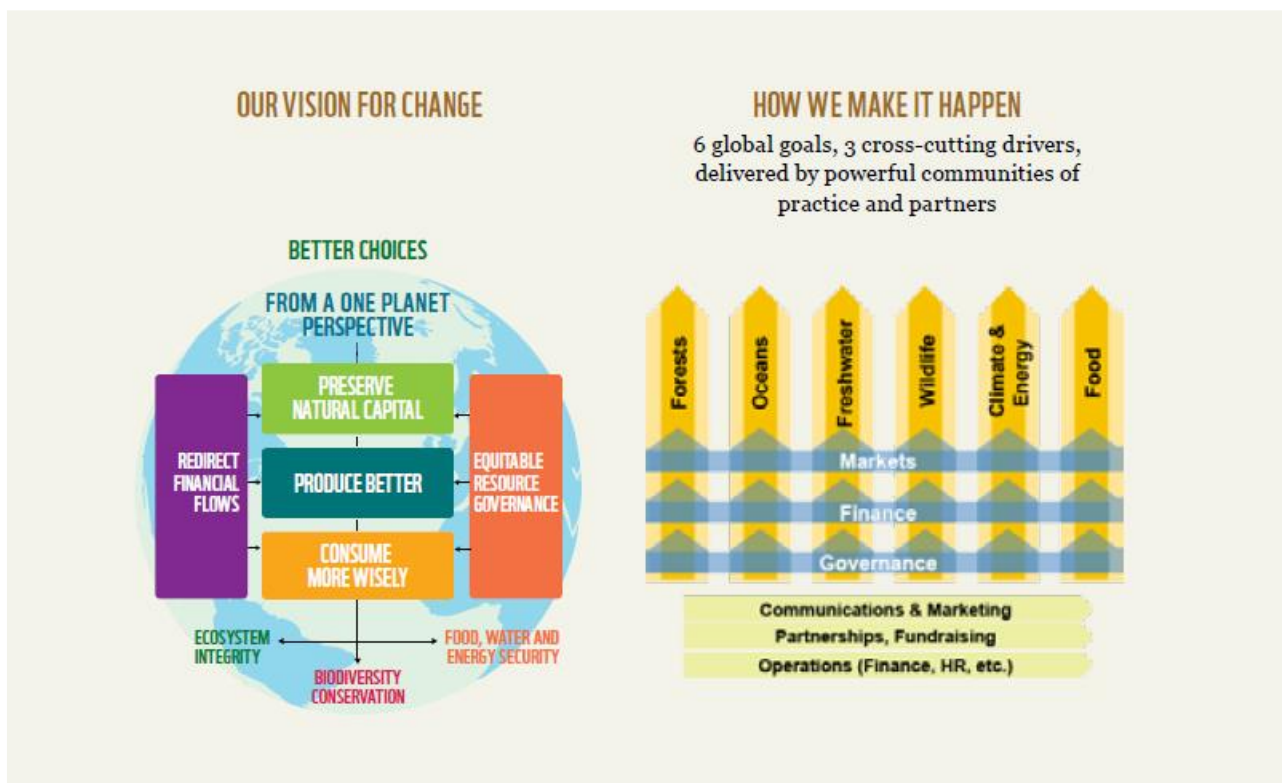 OUR VISION FOR CHANGE
BETTER CHOICES
FROM A ONE PLANET
PERSPECTIVE
PRESERVE
NATURAL CAPITAL
REDIRECT
FINANCIAL
FLOWS
PRODUCE BETTER
EQUITABLE
RESOURCE
GOVERNANCE
CONSUME
MORE WISELY
ECOSYSTEM
INTEGRITY
BIODIVERSITY
CONSERVATION
FOOD, WATER AND
ENERGY SECURITY
HOW WE MAKE IT HAPPEN
6 global goals, 3 cross-cutting drivers,
delivered by powerful communities of
practice and partners
Forests
Oceans
Freshwater
Wildlife
Climate &
Energy
Food
Markets
Finance
Governance
Communications & Marketing
Partnerships, Fundraising
Operations (Finance, HR, etc.)